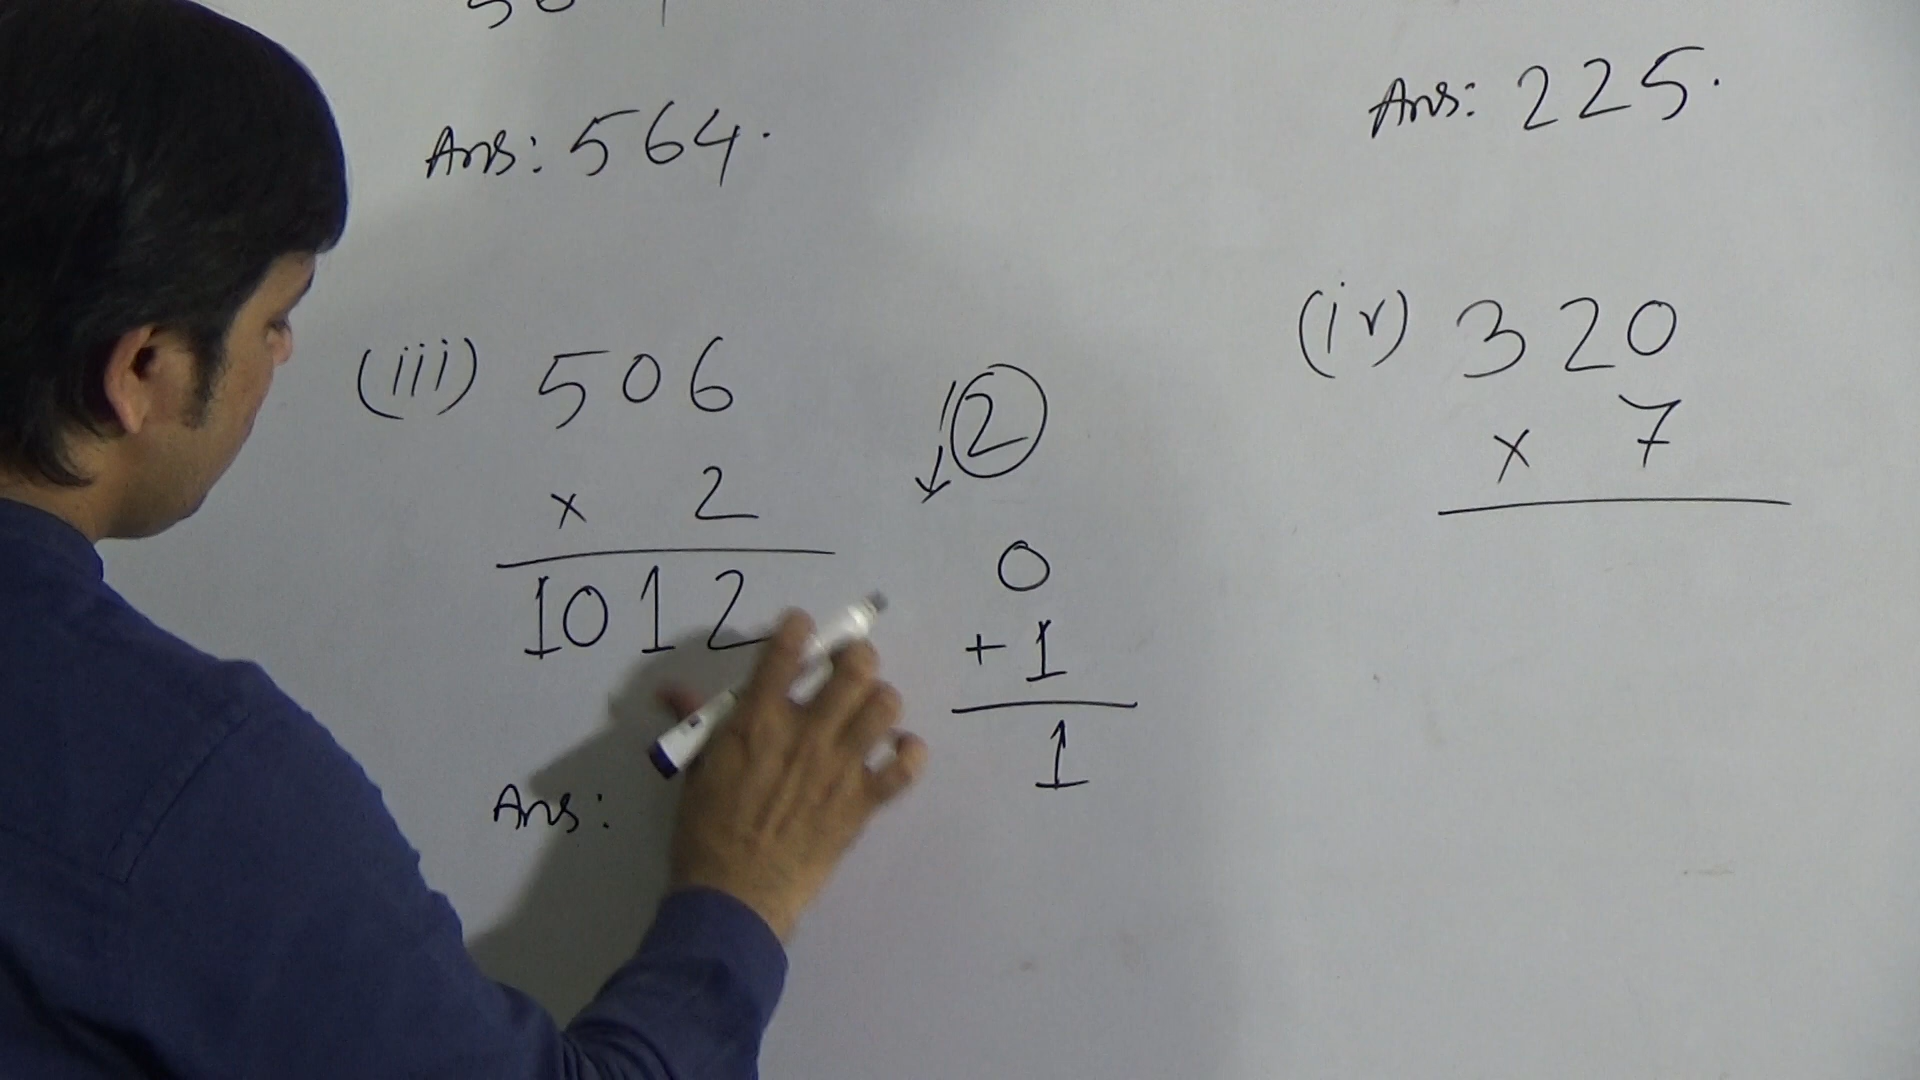 Ans: 564.
(iii) 506
x 2
1012
Ans:
2
0
+ 1
1
Ans: 225.
(iv) 320
x 7